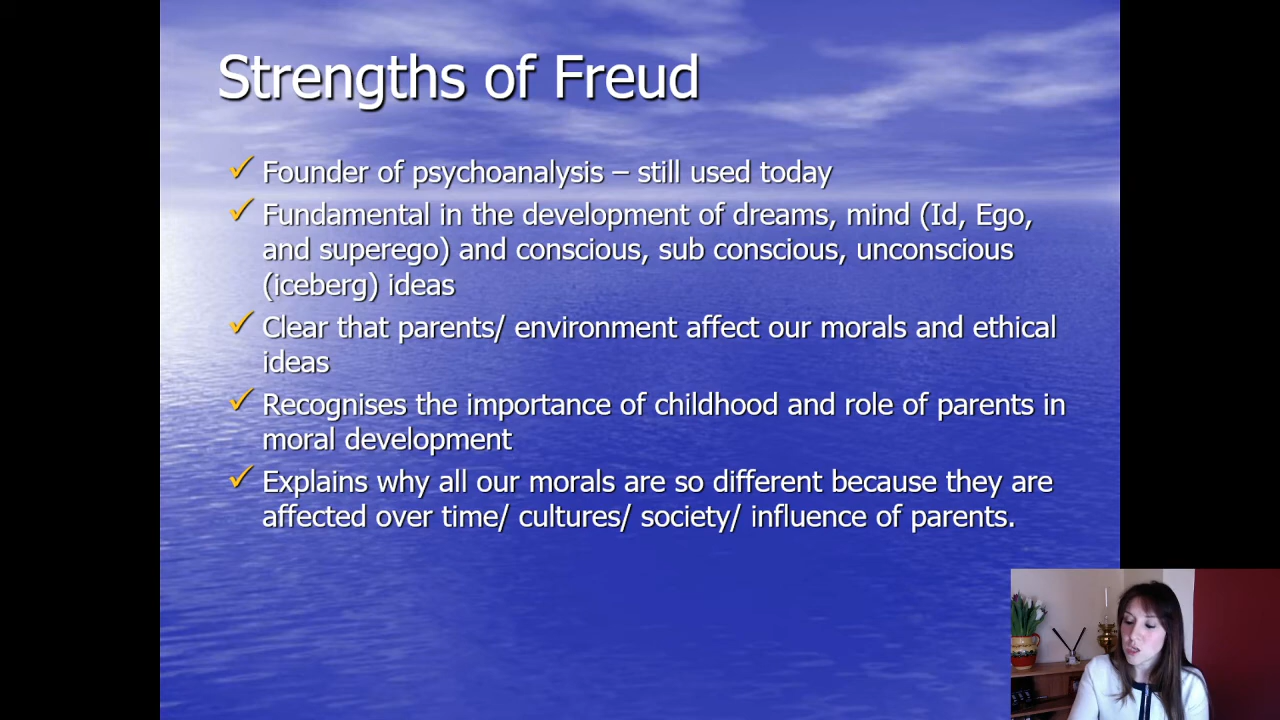 Strengths of Freud
Founder of psychoanalysis – still used today
Fundamental in the development of dreams, mind (Id, Ego,
and superego) and conscious, sub conscious, unconscious
(iceberg) ideas
Clear that parents/ environment affect our morals and ethical
ideas
Recognises the importance of childhood and role of parents in
moral development
Explains why all our morals are so different because they are
affected over time/ cultures/ society/ influence of parents.